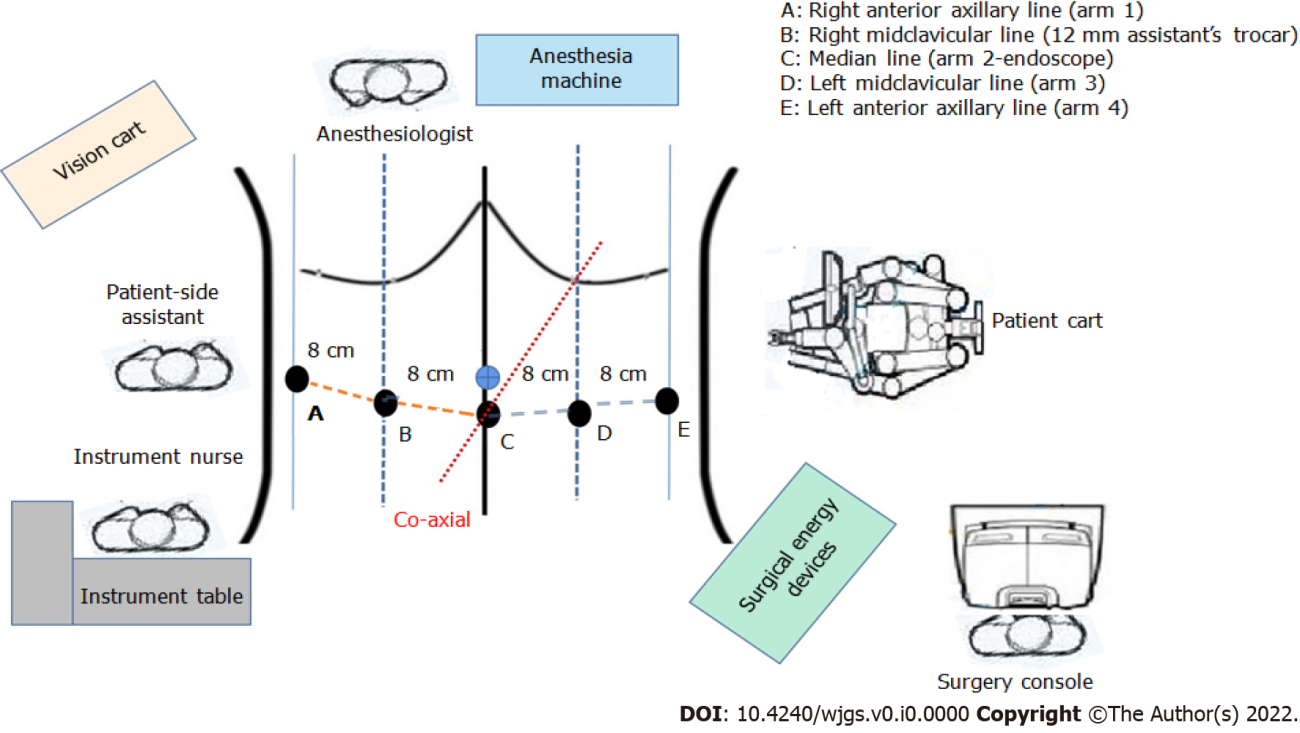 A: Right anterior axillary line (arm 1)
B: Right midclavicular line (12 mm assistant's trocar)
C: Median line (arm 2-endoscope)
D: Left midclavicular line (arm 3)
E: Left anterior axillary line (arm 4)
Anesthesia
machine
Anesthesiologist
Vision cart
Patient-side
assistant
Patient cart
8 cm
8 cm
8 cm
8 cm
A
B
C
D
E
Instrument nurse
Co-axial
Instrument table
Surgical energy
devices
Surgery console
DOI: 10.4240/wjgs.v0.i0.0000 Copyright ©The Author(s) 2022.